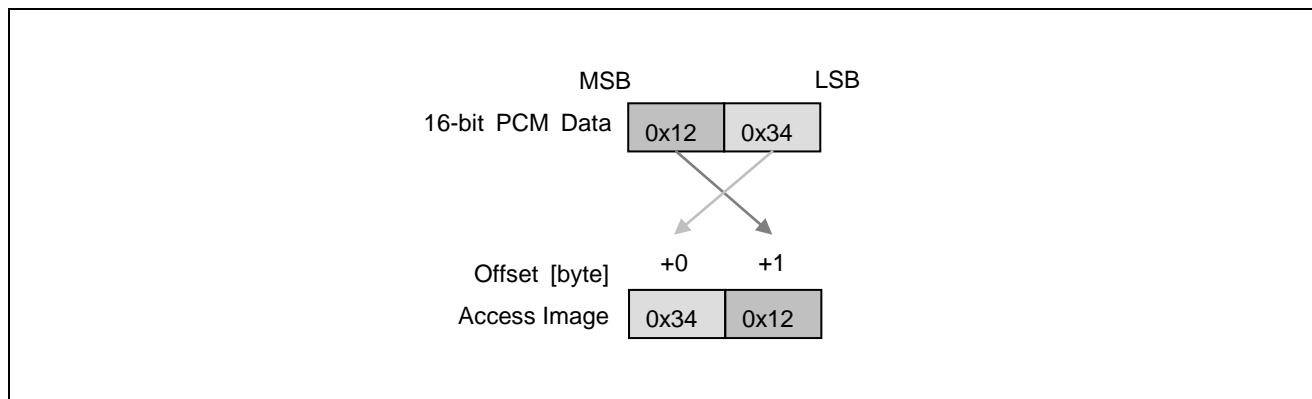 MSB LSB
16-bit PCM Data 0x12 0x34
+0 +1
Offset [byte]
Access Image 0x34 0x12